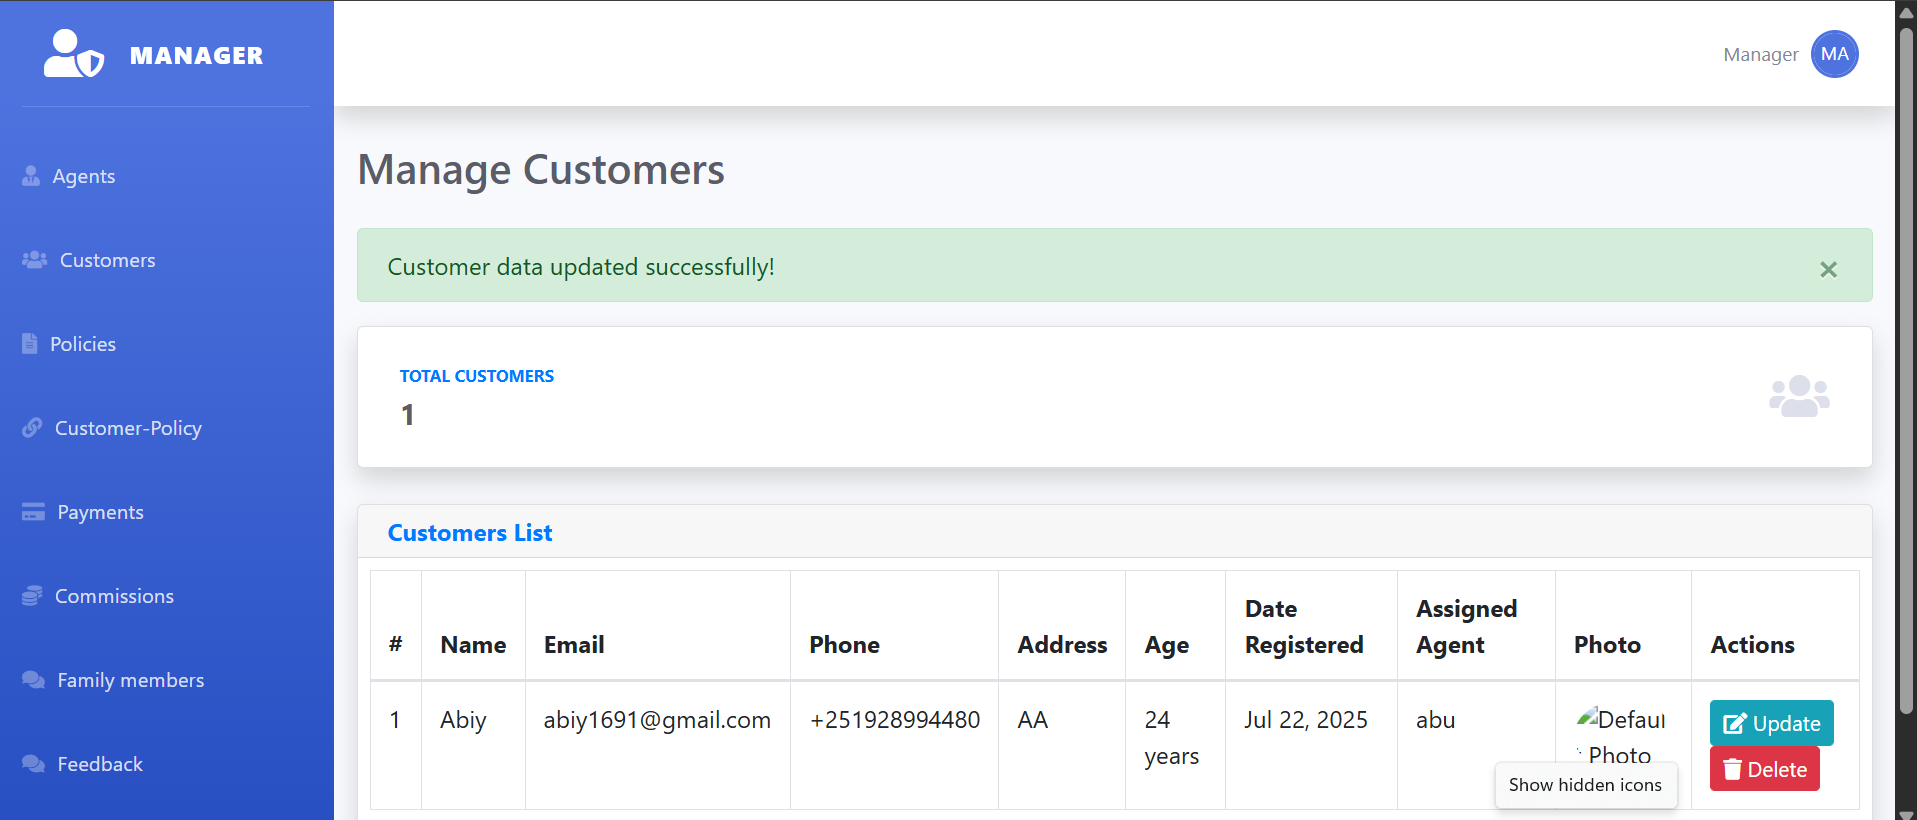 MANAGER
Manager
MA
Agents
Customers
Policies
Customer-Policy
Payments
Commissions
Family members
Feedback
Manage Customers
Customer data updated successfully!
×
TOTAL CUSTOMERS
1
Customers List
# Name Email Phone Address Age Date Registered Assigned Agent Photo Actions
1 Abiy abiy1691@gmail.com +251928994480 AA 24 years Jul 22, 2025 abu Photo Update
Delete
Show hidden icons